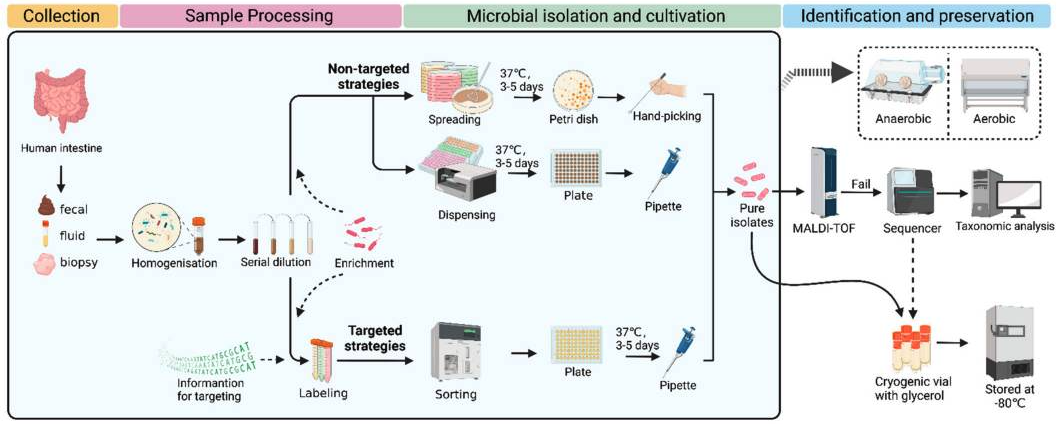 Collection
Sample Processing
Microbial isolation and cultivation
Identification and preservation
Non-targeted
strategies
37℃,
3-5 days
Spreading
Petri dish
Hand-picking
Anaerobic
Aerobic
Human intestine
37℃,
3-5 days
Dispensing
Plate
Pipette
Pure
isolates
MALDI-TOF
Fail
Sequencer
Taxonomic analysis
fecal
fluid
biopsy
Homogenisation
Serial dilution
Enrichment
Targeted
strategies
37℃,
3-5 days
Informantion
for targeting
Labeling
Sorting
Plate
Pipette
Cryogenic vial
with glycerol
Stored at
-80℃